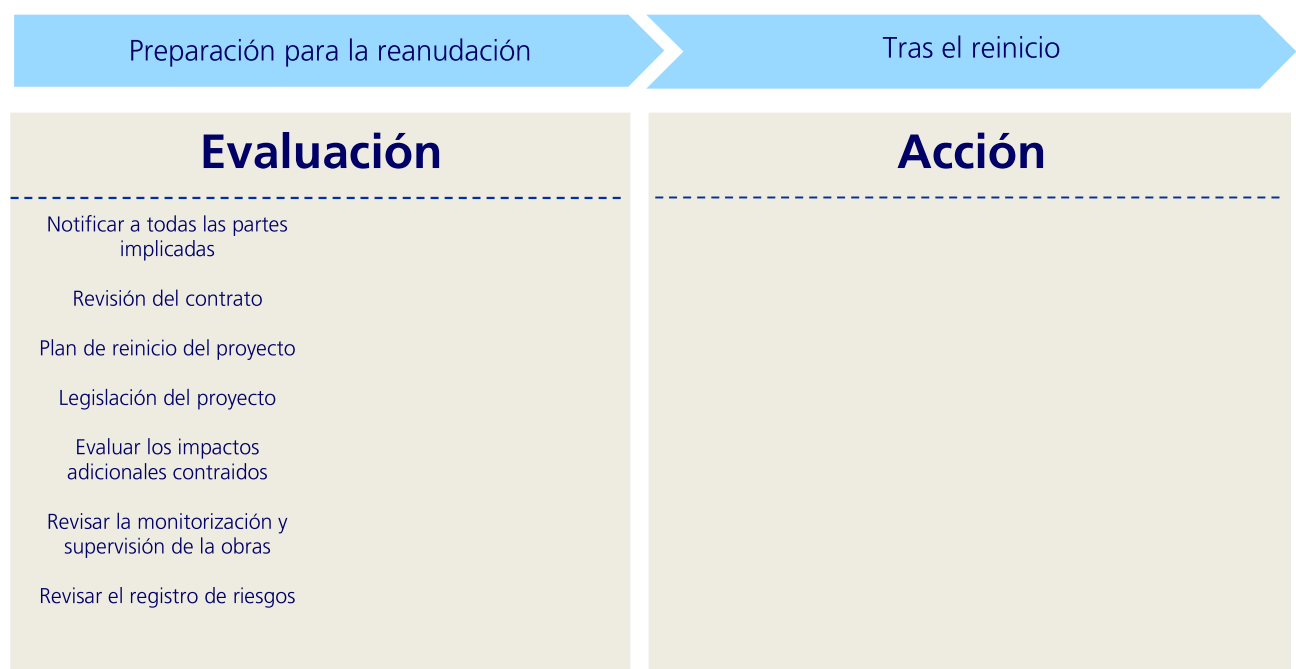 Preparación para la reanudación
Tras el reinicio
Evaluación
Acción
Notificar a todas las partes
implicadas
Revisión del contrato
Plan de reinicio del proyecto
Legislación del proyecto
Evaluar los impactos
adicionales contraidos
Revisar la monitorización y
supervisión de la obras
Revisar el registro de riesgos